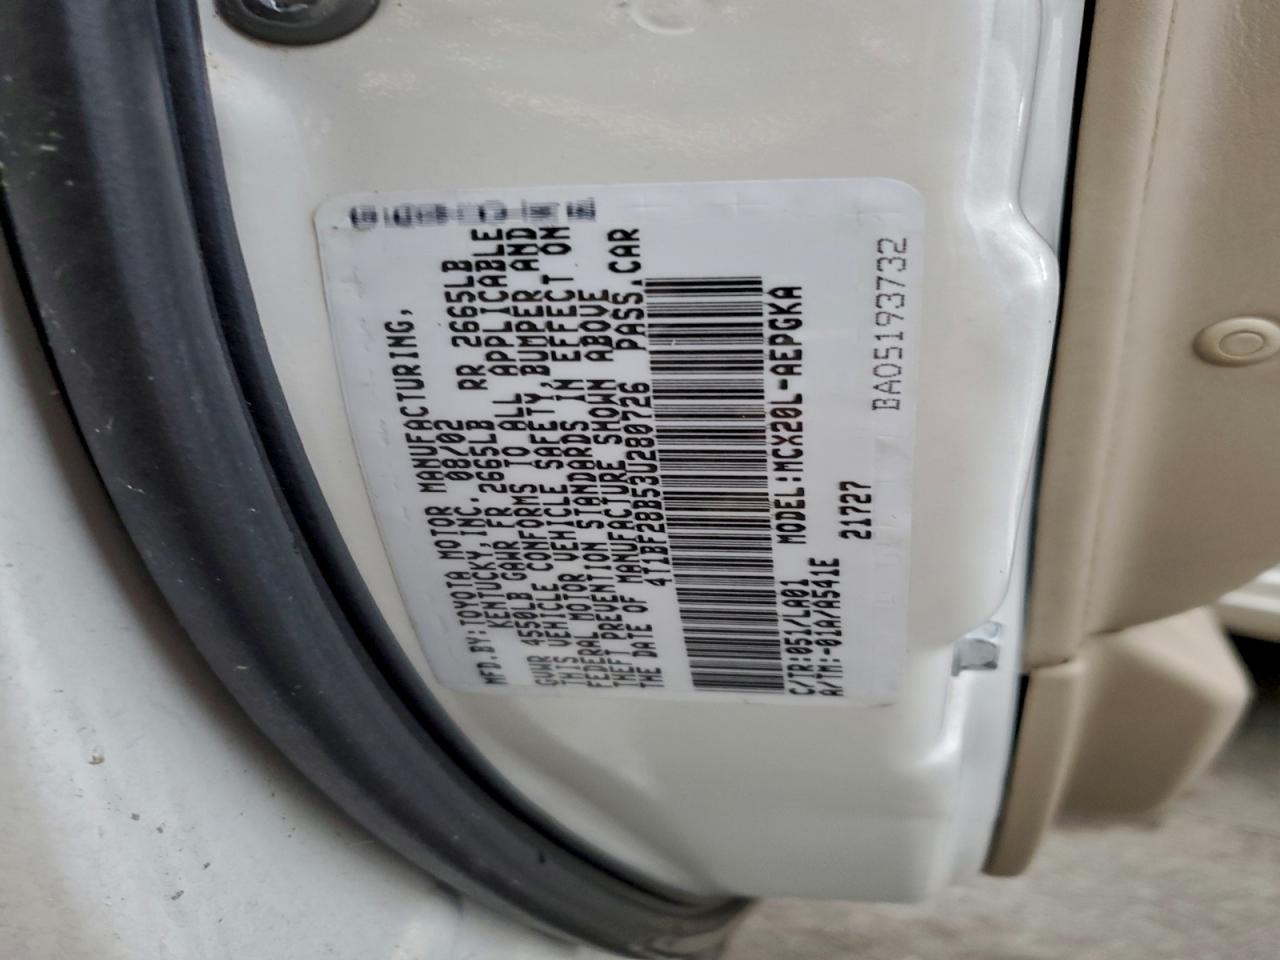 MFD.BY:TOYOTA MOTOR MANUFACTURING,
KENTUCKY,INC. 08/02
GVWR 4550LB GAWR FR 2665LB RR 2665LB
THIS VEHICLE CONFORMS TO ALL APPLICABLE
FEDERAL MOTOR VEHICLE SAFETY,BUMPER AND
THEFT PREVENTION STANDARDS IN EFFECT ON
THE DATE OF MANUFACTURE SHOWN ABOVE
4T1BF28B53U280726 PASS.CAR
C/TR:051/LA01 MODEL:MCX20L-AEPGKA
A/TM:-01A/A541E
21727
BA05193732